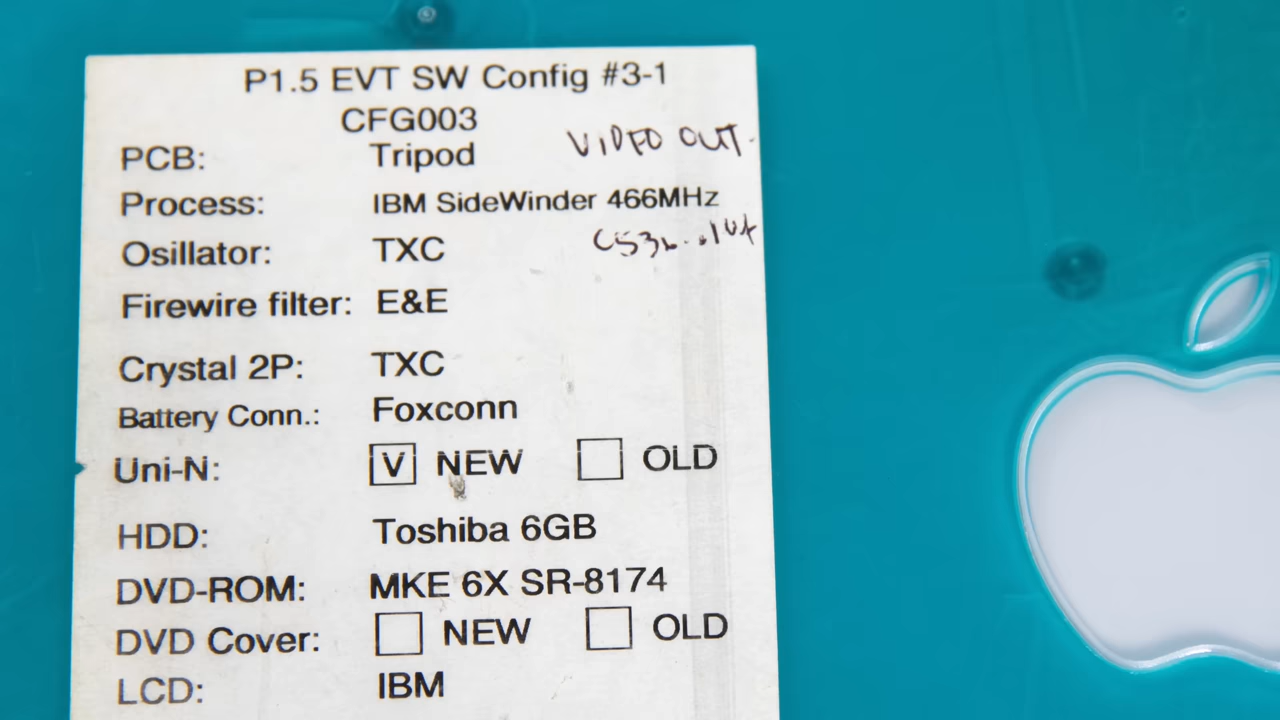 P1.5 EVT SW Config #3-1
CFG003
PCB: Tripod VIDEO OUT.
Process: IBM SideWinder 466MHz
Osillator: TXC
Firewire filter: E&E
Crystal 2P: TXC
Battery Conn.: Foxconn
Uni-N: V NEW OLD
HDD: Toshiba 6GB
DVD-ROM: MKE 6X SR-8174
DVD Cover: NEW OLD
LCD: IBM